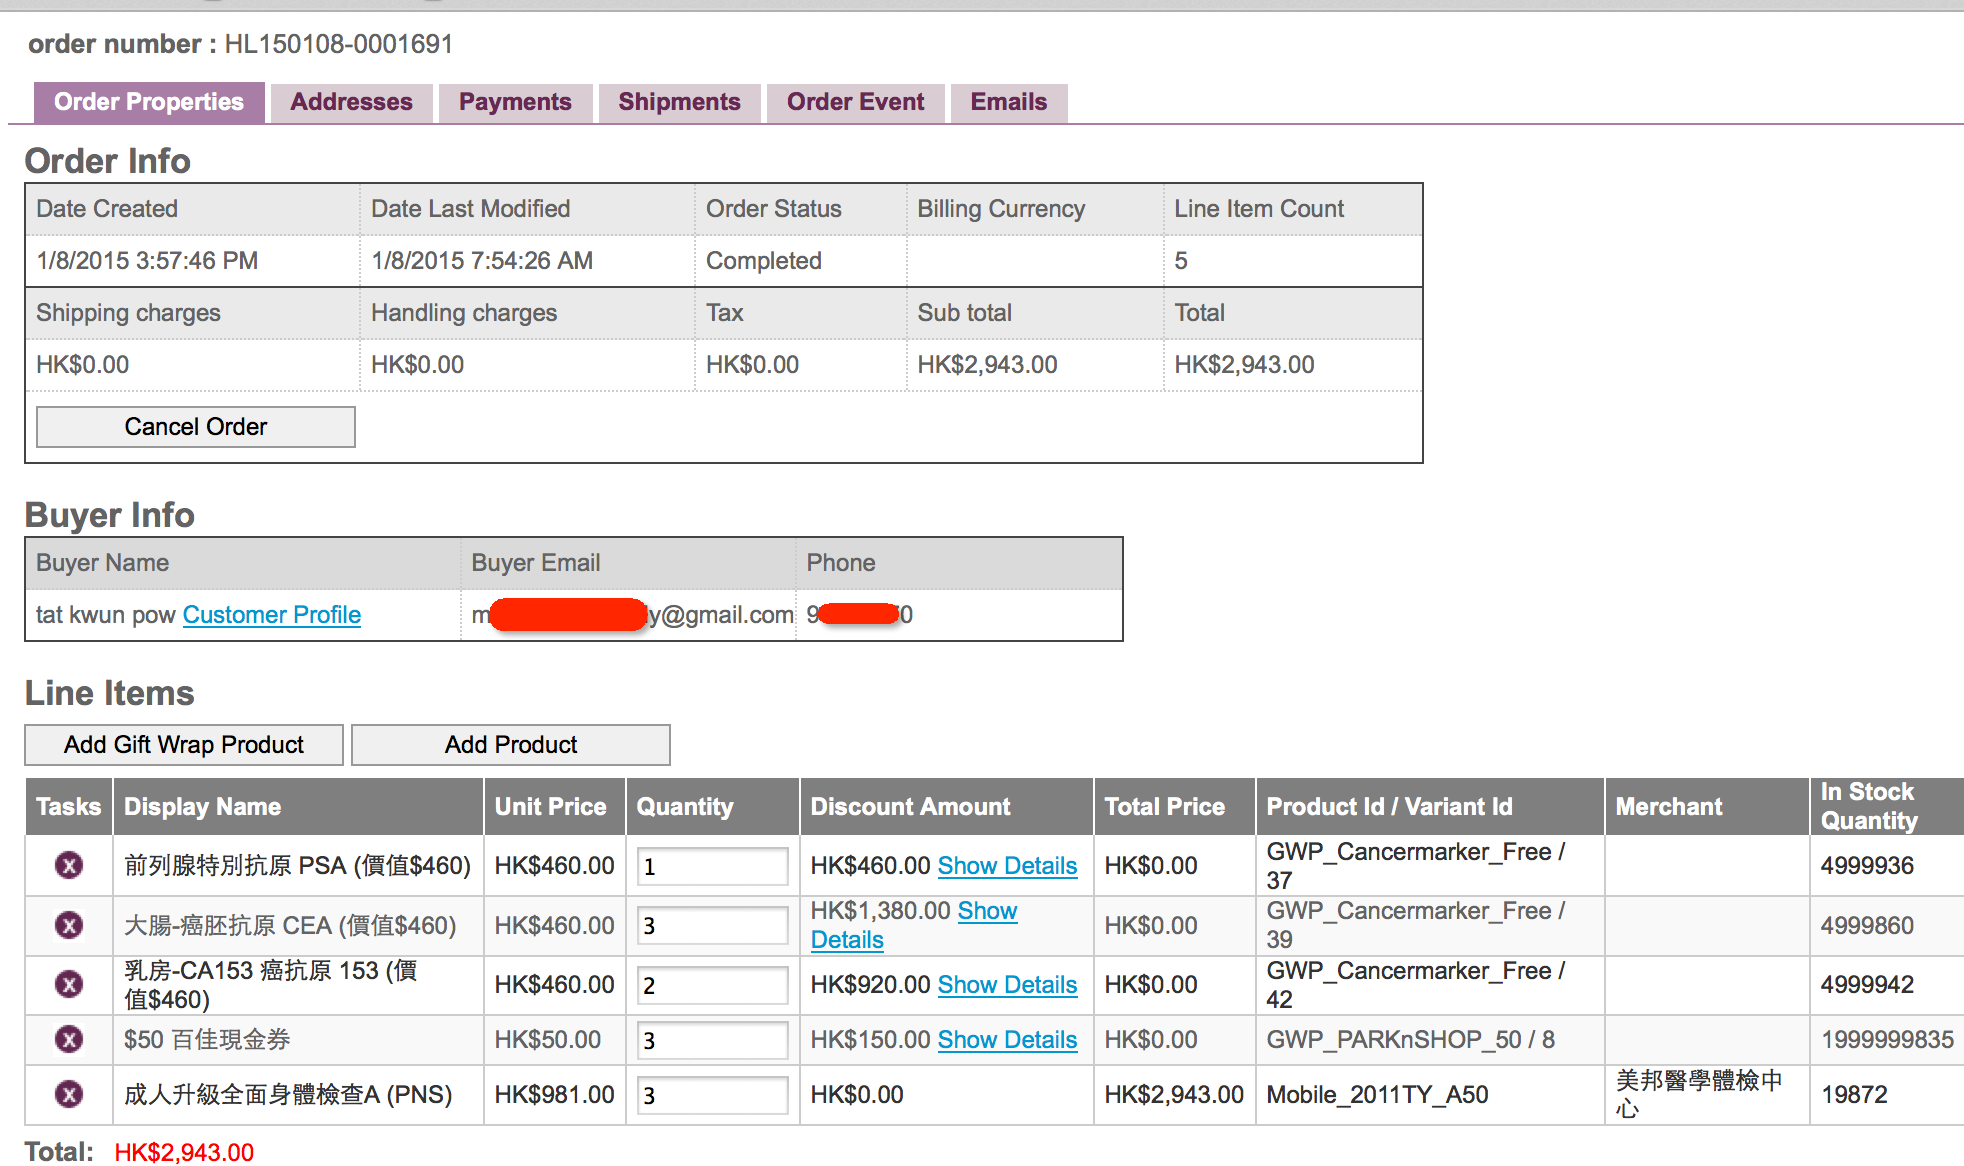 order number : HL150108-0001691
Order Properties Addresses Payments Shipments Order Event Emails
Order Info
Date Created Date Last Modified Order Status Billing Currency Line Item Count
1/8/2015 3:57:46 PM 1/8/2015 7:54:26 AM Completed 5
Shipping charges Handling charges Tax Sub total Total
HK$0.00 HK$0.00 HK$0.00 HK$2,943.00 HK$2,943.00
Cancel Order
Buyer Info
Buyer Name Buyer Email Phone
tat kwun pow Customer Profile m y@gmail.com 9 0
Line Items
Add Gift Wrap Product Add Product
Tasks Display Name Unit Price Quantity Discount Amount Total Price Product Id / Variant Id Merchant In Stock
Quantity
前列腺特別抗原 PSA (價值$460) HK$460.00 1 HK$460.00 Show Details HK$0.00 GWP_Cancermarker_Free /
37 4999936
大腸-癌胚抗原 CEA (價值$460) HK$460.00 3 HK$1,380.00 Show
Details HK$0.00 GWP_Cancermarker_Free /
39 4999860
乳房-CA153 癌抗原 153 (價
值$460) HK$460.00 2 HK$920.00 Show Details HK$0.00 GWP_Cancermarker_Free /
42 4999942
$50 百佳現金券 HK$50.00 3 HK$150.00 Show Details HK$0.00 GWP_PARKnSHOP_50 / 8 1999999835
成人升級全面身體檢查A (PNS) HK$981.00 3 HK$0.00 HK$2,943.00 Mobile_2011TY_A50 美邦醫學體檢中
心 19872
Total: HK$2,943.00